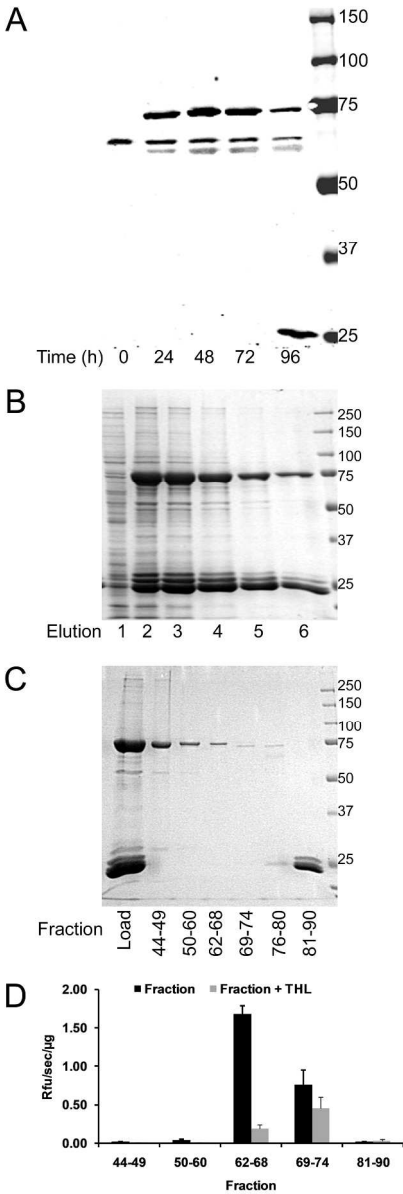 A
150
100
75
50
37
25
Time (h) 0 24 48 72 96
B
250
150
100
75
50
37
25
Elution 1 2 3 4 5 6
C
250
150
100
75
50
37
25
Fraction Load 44-49 50-60 62-68 69-74 76-80 81-90
D
Fraction Fraction + THL
Rfu/sec/µg
2.00
1.50
1.00
0.50
0.00
44-49 50-60 62-68 69-74 81-90
Fraction